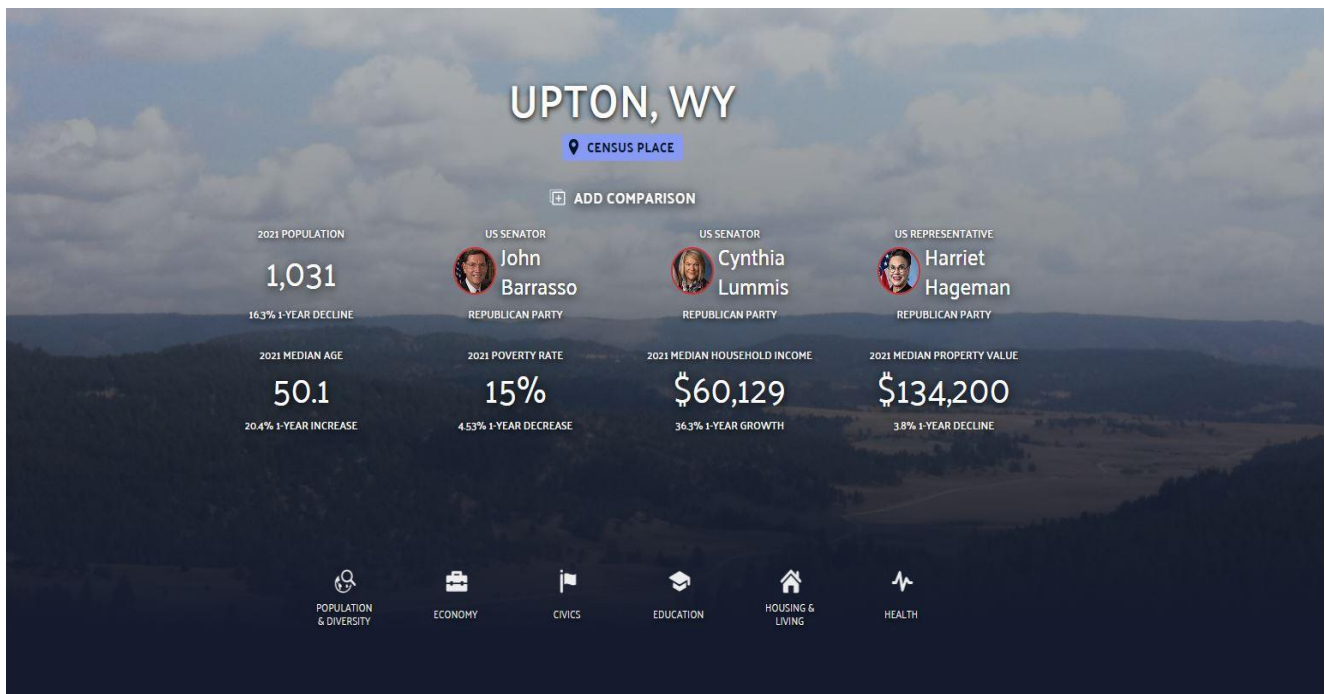 UPTON, WY
CENSUS PLACE
ADD COMPARISON
2021 POPULATION
1,031
16.3% 1-YEAR DECLINE
US SENATOR
John
Barrasso
REPUBLICAN PARTY
US SENATOR
Cynthia
Lummis
REPUBLICAN PARTY
US REPRESENTATIVE
Harriet
Hageman
REPUBLICAN PARTY
2021 MEDIAN AGE
50.1
20.4% 1-YEAR INCREASE
2021 POVERTY RATE
15%
4.53% 1-YEAR DECREASE
2021 MEDIAN HOUSEHOLD INCOME
$60,129
36.3% 1-YEAR GROWTH
2021 MEDIAN PROPERTY VALUE
$134,200
3.8% 1-YEAR DECLINE
POPULATION
& DIVERSITY
ECONOMY
CIVICS
EDUCATION
HOUSING &
LIVING
HEALTH